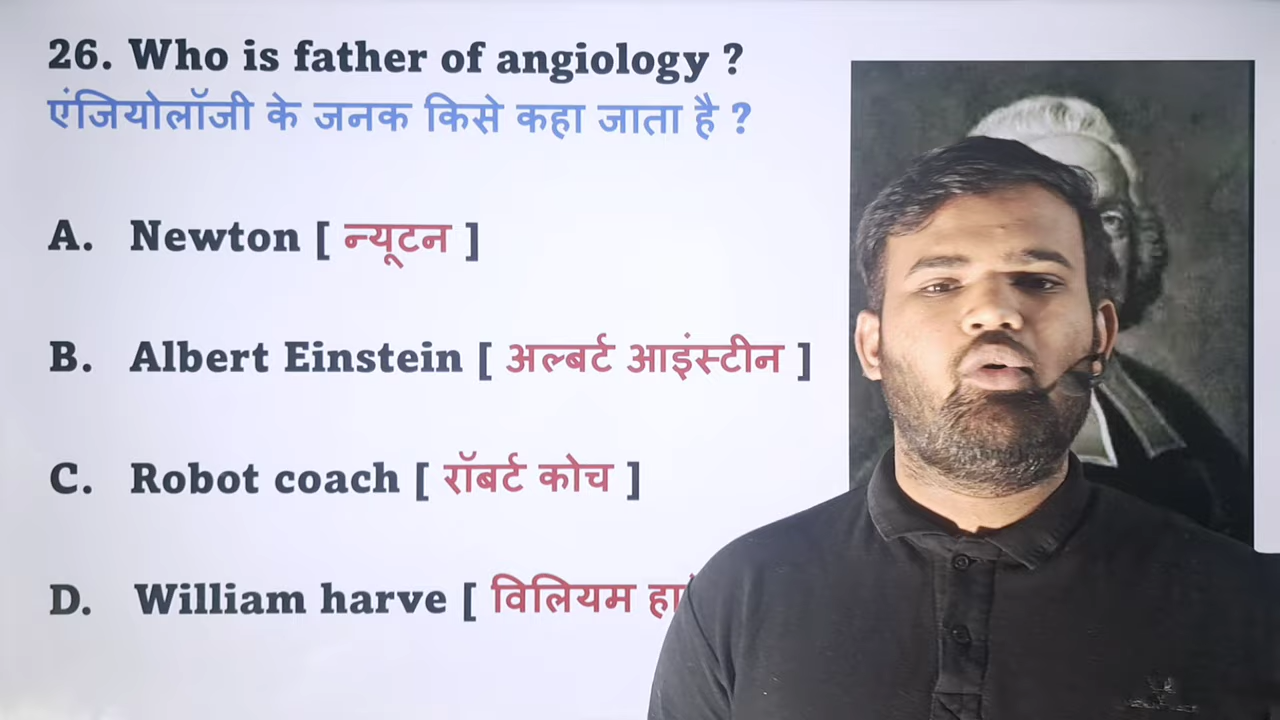 26. Who is father of angiology ?
एंजियोलॉजी के जनक किसे कहा जाता है ?
A. Newton [ न्यूटन ]
B. Albert Einstein [ अल्बर्ट आइंस्टीन ]
C. Robot coach [ रॉबर्ट कोच ]
D. William harve [ विलियम